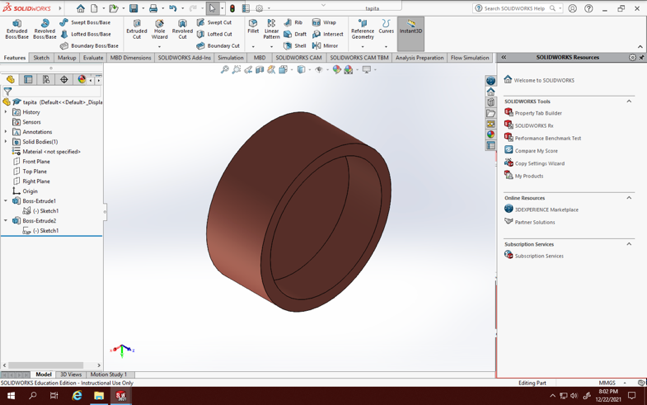 SOLIDWORKS
tapita
Search SOLIDWORKS Help
Extruded Boss/Base
Revolved Boss/Base
Swept Boss/Base
Lofted Boss/Base
Boundary Boss/Base
Extruded Cut
Hole Wizard
Revolved Cut
Swept Cut
Lofted Cut
Boundary Cut
Fillet
Linear Pattern
Rib
Draft
Shell
Wrap
Intersect
Mirror
Reference Geometry
Curves
Instant3D
Features
Sketch
Markup
Evaluate
MBD Dimensions
SOLIDWORKS Add-Ins
Simulation
MBD
SOLIDWORKS CAM
SOLIDWORKS CAM TBM
Analysis Preparation
Flow Simulation
tapita (Default<<Default>_Displa
History
Sensors
Annotations
Solid Bodies(1)
Material <not specified>
Front Plane
Top Plane
Right Plane
Origin
Boss-Extrude1
(-) Sketch1
Boss-Extrude2
(-) Sketch1
SOLIDWORKS Resources
Welcome to SOLIDWORKS
SOLIDWORKS Tools
Property Tab Builder
SOLIDWORKS Rx
Performance Benchmark Test
Compare My Score
Copy Settings Wizard
My Products
Online Resources
3DEXPERIENCE Marketplace
Partner Solutions
Subscription Services
Subscription Services
Model
3D Views
Motion Study 1
SOLIDWORKS Education Edition - Instructional Use Only
Editing Part
MMGS
8:02 PM
12/22/2021